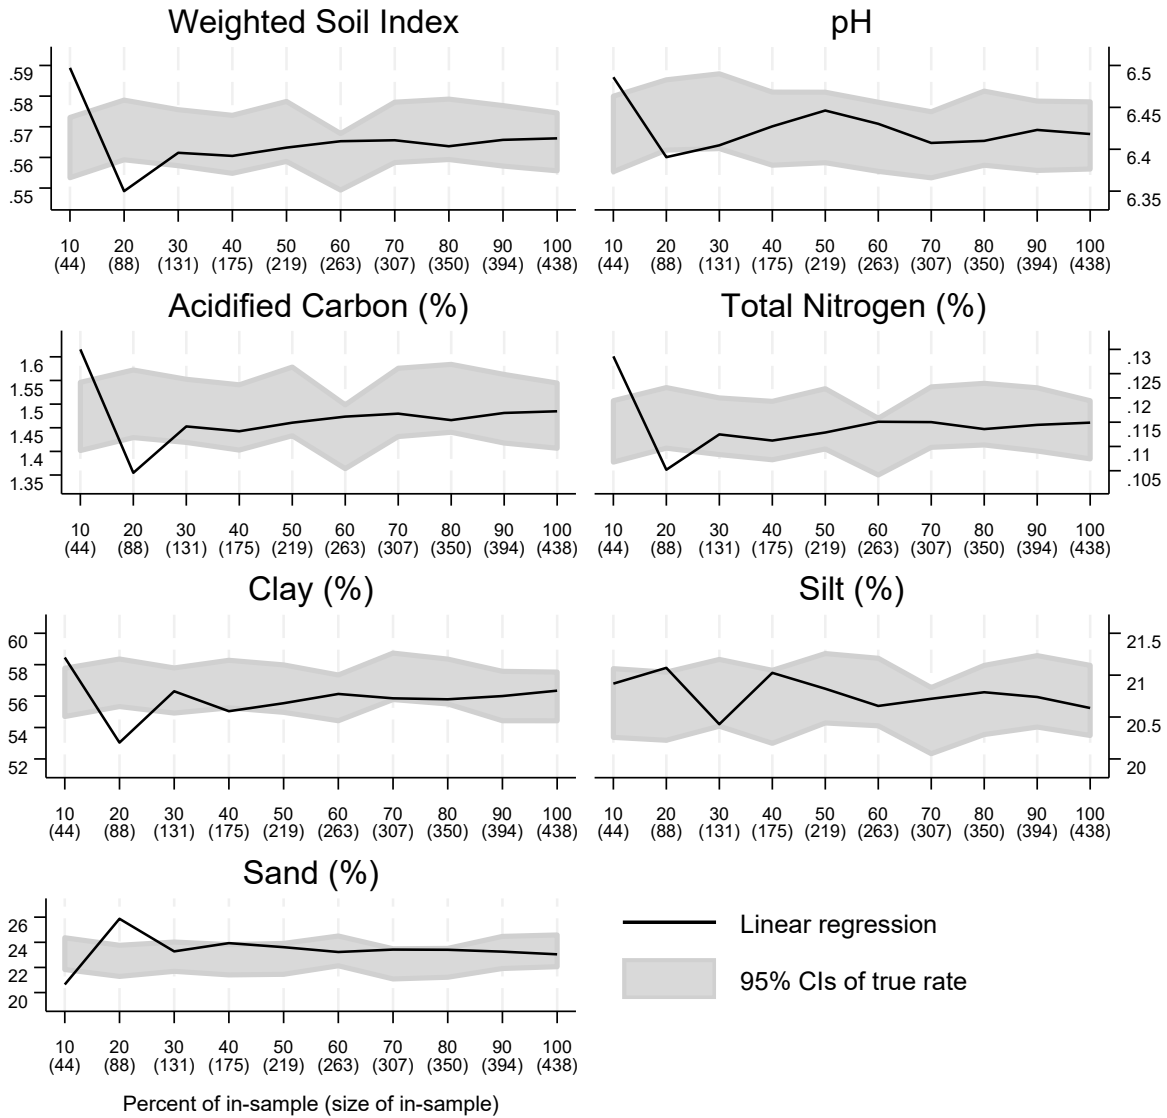 Weighted Soil Index
.59
.58
.57
.56
.55
10 20 30 40 50 60 70 80 90 100
(44) (88) (131) (175) (219) (263) (307) (350) (394) (438)
pH
6.5
6.45
6.4
6.35
10 20 30 40 50 60 70 80 90 100
(44) (88) (131) (175) (219) (263) (307) (350) (394) (438)
Acidified Carbon (%)
1.6
1.55
1.5
1.45
1.4
1.35
10 20 30 40 50 60 70 80 90 100
(44) (88) (131) (175) (219) (263) (307) (350) (394) (438)
Total Nitrogen (%)
.13
.125
.12
.115
.11
.105
10 20 30 40 50 60 70 80 90 100
(44) (88) (131) (175) (219) (263) (307) (350) (394) (438)
Clay (%)
60
58
56
54
52
10 20 30 40 50 60 70 80 90 100
(44) (88) (131) (175) (219) (263) (307) (350) (394) (438)
Silt (%)
21.5
21
20.5
20
10 20 30 40 50 60 70 80 90 100
(44) (88) (131) (175) (219) (263) (307) (350) (394) (438)
Sand (%)
26
24
22
20
10 20 30 40 50 60 70 80 90 100
(44) (88) (131) (175) (219) (263) (307) (350) (394) (438)
Percent of in-sample (size of in-sample)
Linear regression
95% CIs of true rate